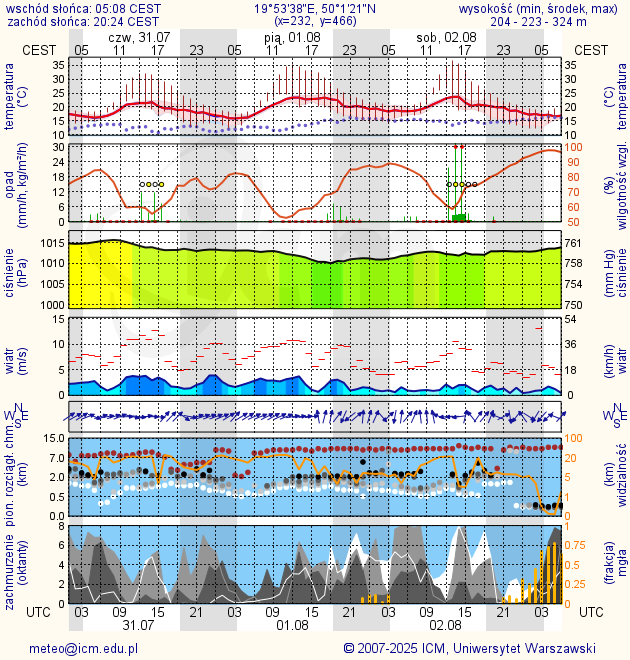 wschód słońca: 05:08 CEST
zachód słońca: 20:24 CEST
19°53'38"E, 50°1'21"N
(x=232, y=466)
wysokość (min, środek, max)
204 - 223 - 324 m
czw, 31.07 pią, 01.08 sob, 02.08
CEST 05 11 17 23 05 11 17 23 05 11 17 23 05 CEST
temperatura
(°C)
35
30
25
20
15
10
35
30
25
20
15
10
temperatura
(°C)
opad
(mm/h, kg/m²/h)
30
24
18
12
6
0
100
90
80
70
60
50
(%)
wilgotność wzgl.
ciśnienie
(hPa)
1015
1010
1005
1000
761
758
754
750
(mm Hg)
ciśnienie
wiatr
(m/s)
15
10
5
0
54
36
18
0
(km/h)
wiatr
N
W E
S
N
W E
S
pion. rozciągł. chm.
(km)
15.0
7.0
2.0
0.5
0.0
100
20
5
1
0
(km)
widzialność
zachmurzenie
(oktanty)
8
6
4
2
0
1
0.75
0.5
0.25
0
(frakcja)
mgła
UTC 03 09 15 21 03 09 15 21 03 09 15 21 03 UTC
31.07 01.08 02.08
meteo@icm.edu.pl
© 2007-2025 ICM, Uniwersytet Warszawski